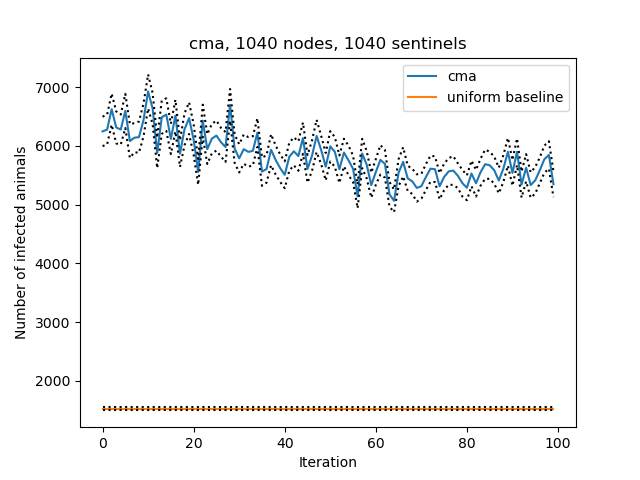 cma, 1040 nodes, 1040 sentinels
cma
uniform baseline
Number of infected animals
7000
6000
5000
4000
3000
2000
0
20
40
60
80
100
Iteration